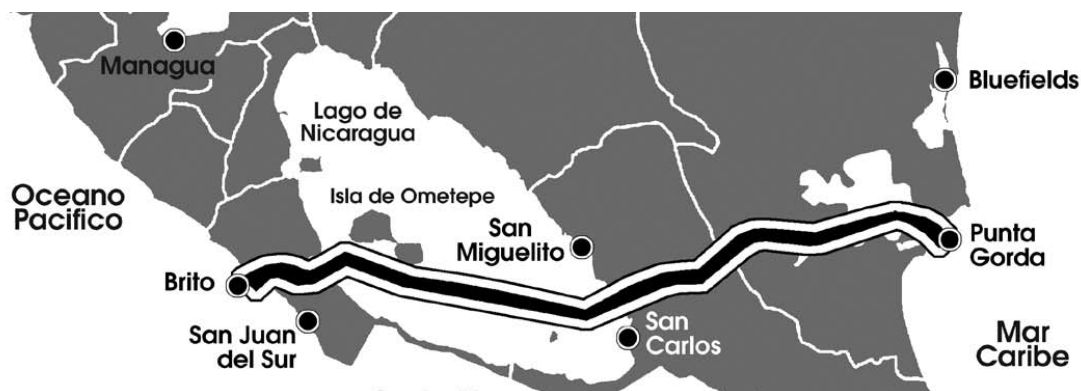 Managua
Bluefields
Lago de
Nicaragua
Oceano
Pacifico
Isla de Ometepe
San
Miguelito
Punta
Gorda
Brito
San Juan
del Sur
San
Carlos
Mar
Caribe